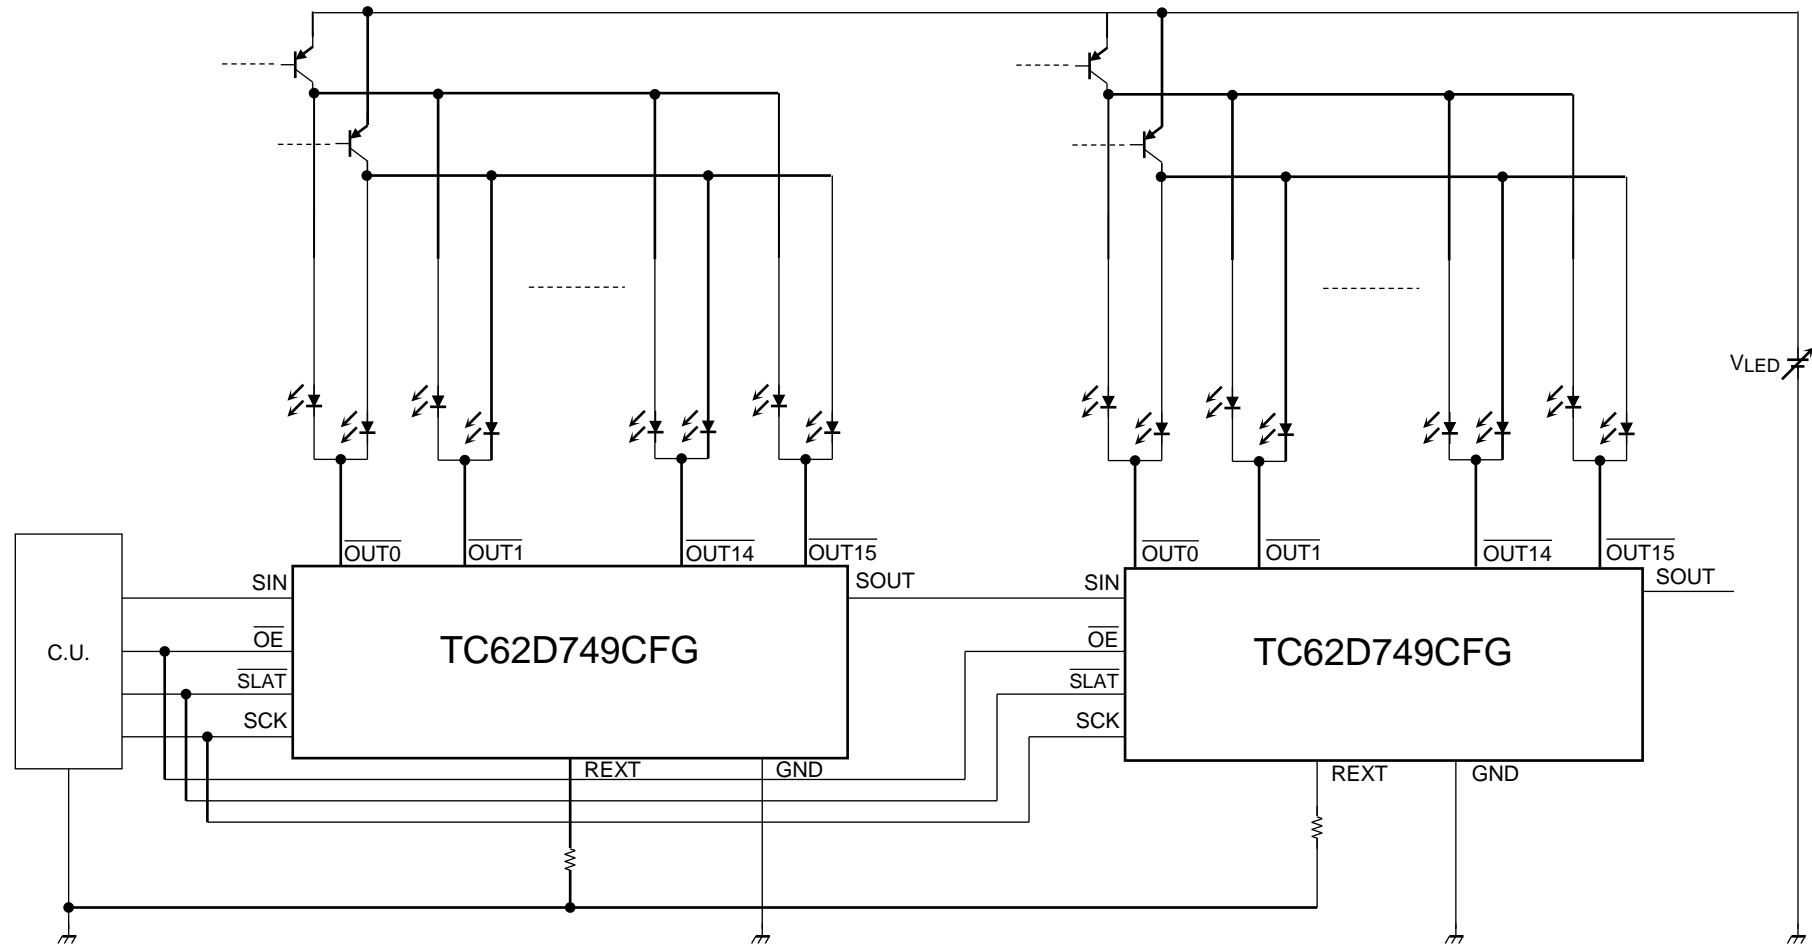 VLED
OUT0 OUT1 OUT14 OUT15
OUT0 OUT1 OUT14 OUT15
SIN
SOUT
SIN
SOUT
C.U.
OE
TC62D749CFG
OE
TC62D749CFG
SLAT
SLAT
SCK
SCK
REXT
GND
REXT
GND